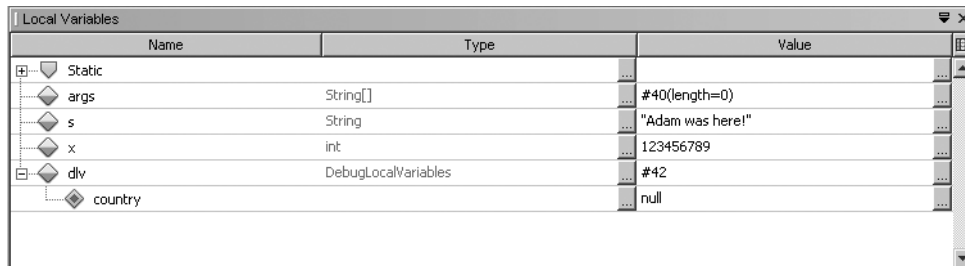 Local Variables
Name Type Value
Static ... ...
args String[] ... #40(length=0) ...
s String ... "Adam was here!" ...
x int ... 123456789 ...
dlv DebugLocalVariables ... #42 ...
country ... null ...